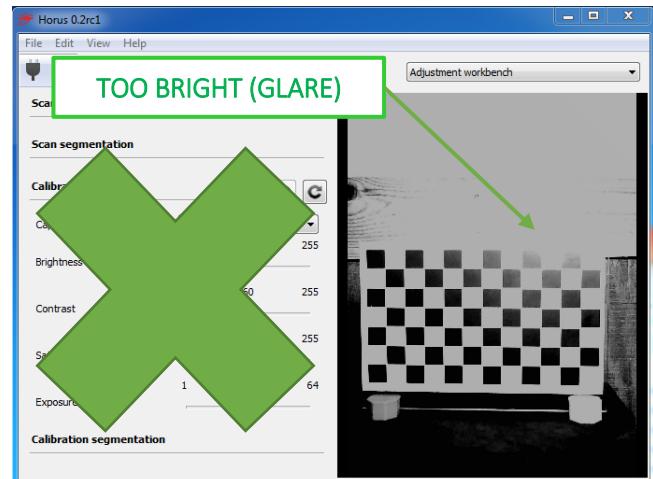 Horus 0.2rc1
File Edit View Help
TOO BRIGHT (GLARE)
Adjustment workbench
Scan segmentation
255
Brightness
255
Contrast
255
1 64
Calibration segmentation